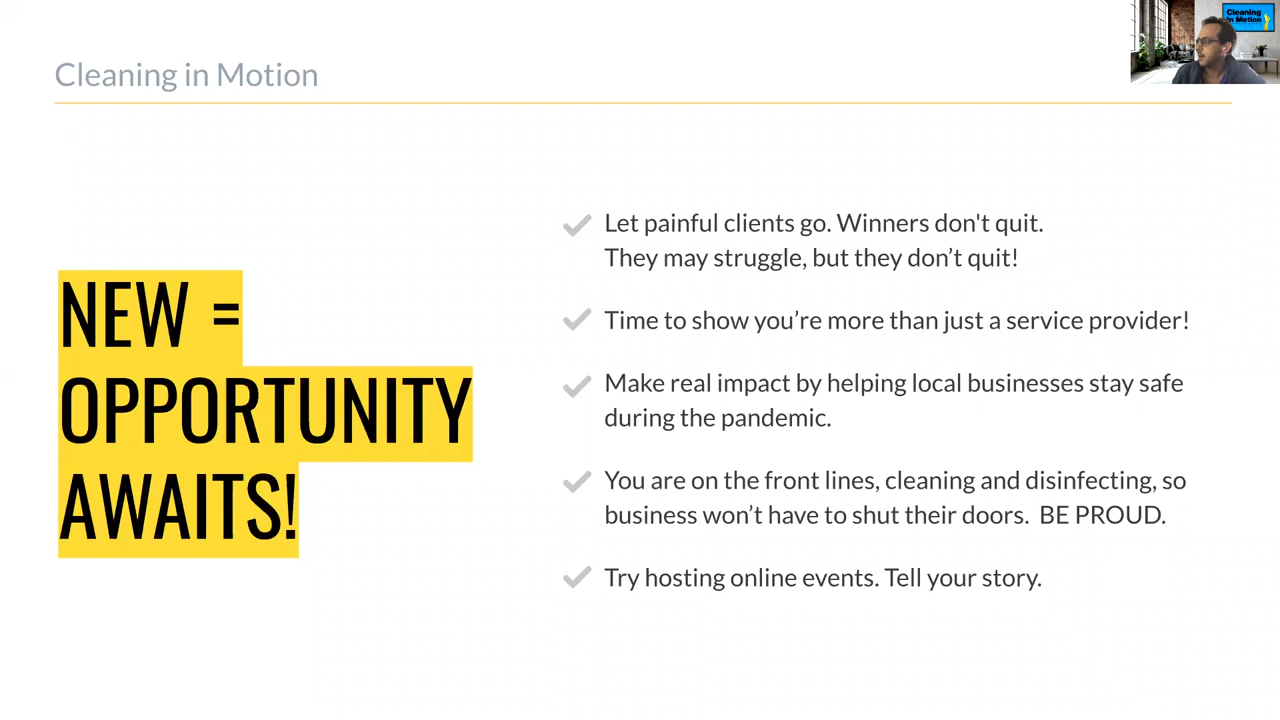 Cleaning in Motion
Cleaning
in Motion
NEW =
OPPORTUNITY
AWAITS!
Let painful clients go. Winners don't quit.
They may struggle, but they don’t quit!
Time to show you’re more than just a service provider!
Make real impact by helping local businesses stay safe
during the pandemic.
You are on the front lines, cleaning and disinfecting, so
business won’t have to shut their doors.  BE PROUD.
Try hosting online events. Tell your story.